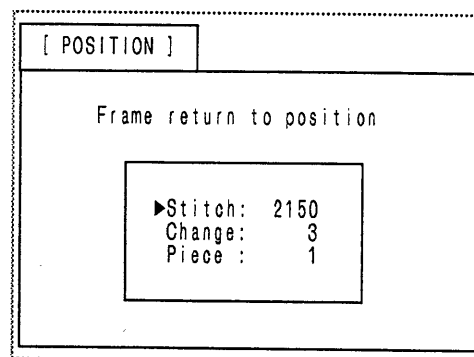 [ POSITION ]
Frame return to position
▶Stitch: 2150
Change: 3
Piece : 1